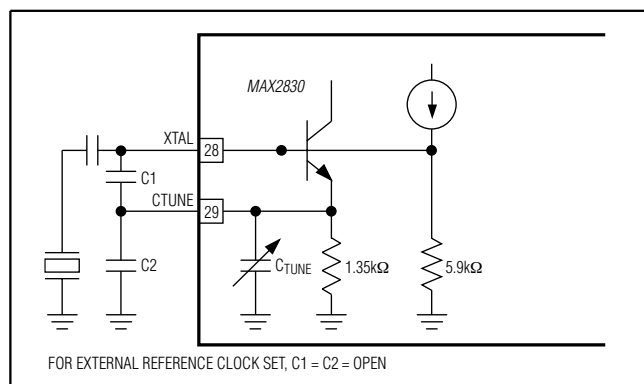 MAX2830
XTAL
28
C1
CTUNE
29
C2
CTUNE
1.35kΩ
5.9kΩ
FOR EXTERNAL REFERENCE CLOCK SET, C1 = C2 = OPEN